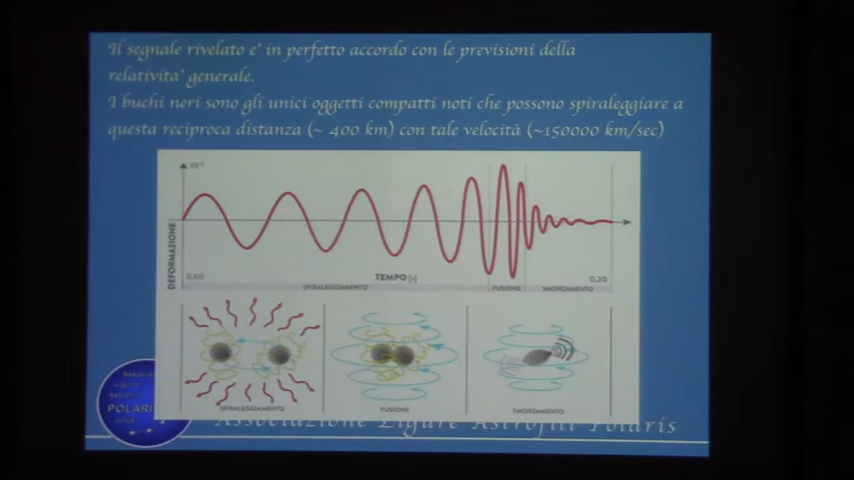 Il segnale rivelato e' in perfetto accordo con le previsioni della
relativita' generale.
I buchi neri sono gli unici oggetti compatti noti che possono spiraleggiare a
questa reciproca distanza (~ 400 km) con tale velocità (~150000 km/sec)
DEFORMAZIONE
0,00
TEMPO [s]
0,20
SPIRALEGGIAMENTO
FUSIONE
SMORZAMENTO
SPIRALEGGIAMENTO
FUSIONE
SMORZAMENTO
POLARIS
Associazione Ligure Astrofili Polaris